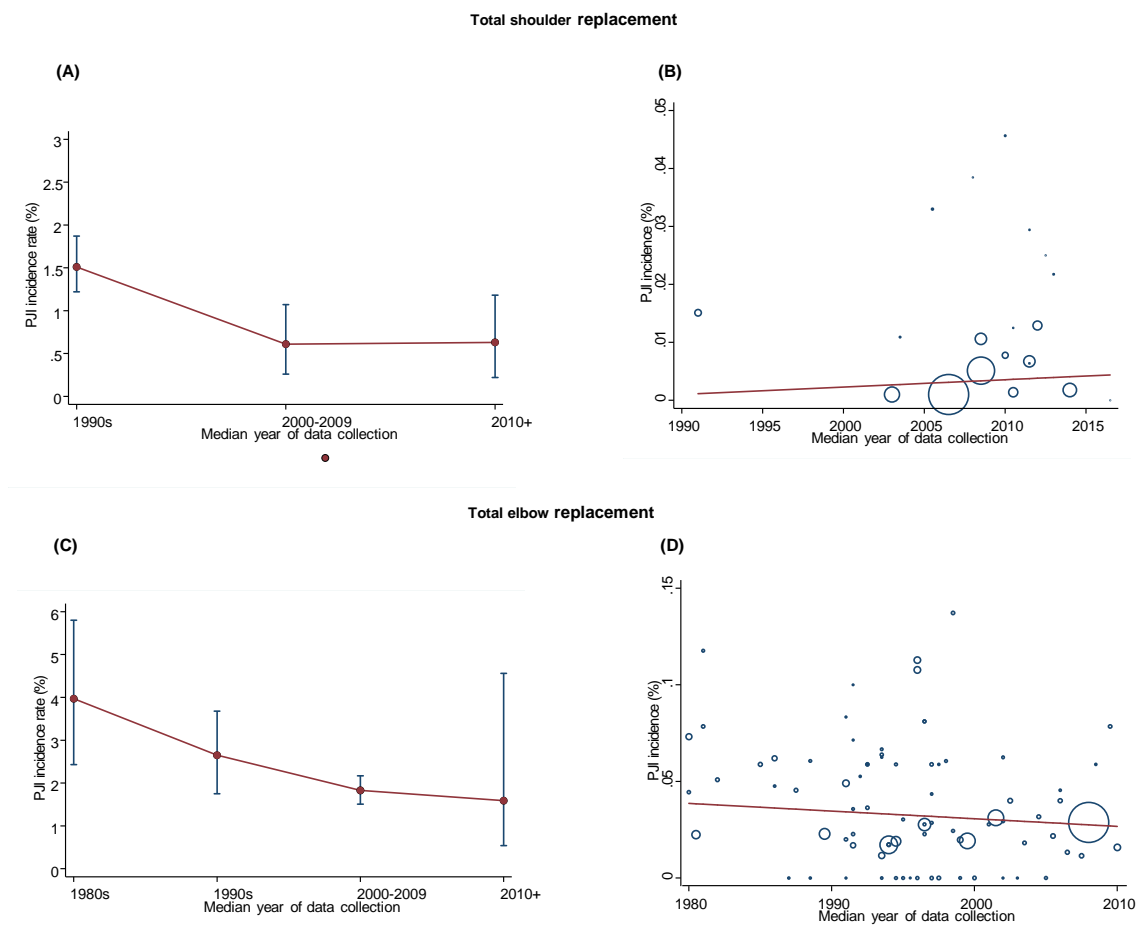 Total shoulder replacement
(A)
PJI incidence rate (%)
3
2.5
2
1.5
1
.5
0
1990s
2000-2009
2010+
Median year of data collection
(B)
PJI incidence (%)
.05
.04
.03
.02
.01
0
1990
1995
2000
2005
2010
2015
Median year of data collection
Total elbow replacement
(C)
PJI incidence rate (%)
6
5
4
3
2
1
0
1980s
1990s
2000-2009
2010+
Median year of data collection
(D)
PJI incidence (%)
.15
.1
.05
0
1980
1990
2000
2010
Median year of data collection